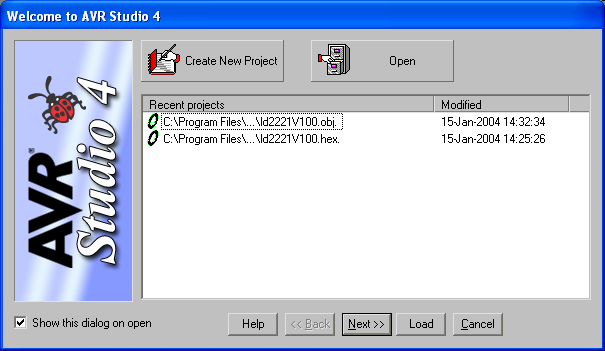 Welcome to AVR Studio 4
Create New Project
Open
AVR Studio 4
Recent projects Modified
C:\Program Files\...\ld2221V100.obj. 15-Jan-2004 14:32:34
C:\Program Files\...\ld2221V100.hex. 15-Jan-2004 14:25:26
Show this dialog on open
Help
<< Back
Next >>
Load
Cancel